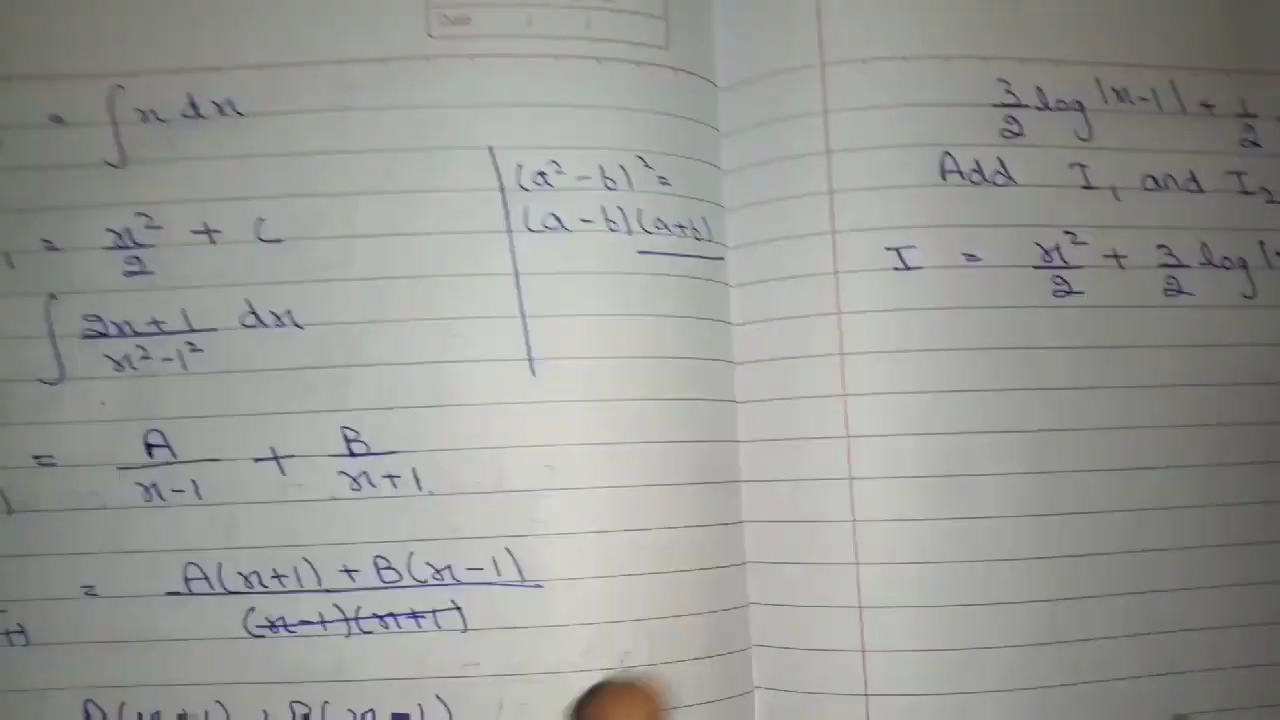 Date
= ∫ x dx
= x²/2 + C
(a² - b)² =
(a - b)(a+b)
∫ 2x+1/x²-1² dx
= A/x-1 + B/x+1
= A(x+1) + B(x-1)/(x-1)(x+1)
3/2 log |x-1| + 1/2
Add I₁ and I₂
I = x²/2 + 3/2 log |